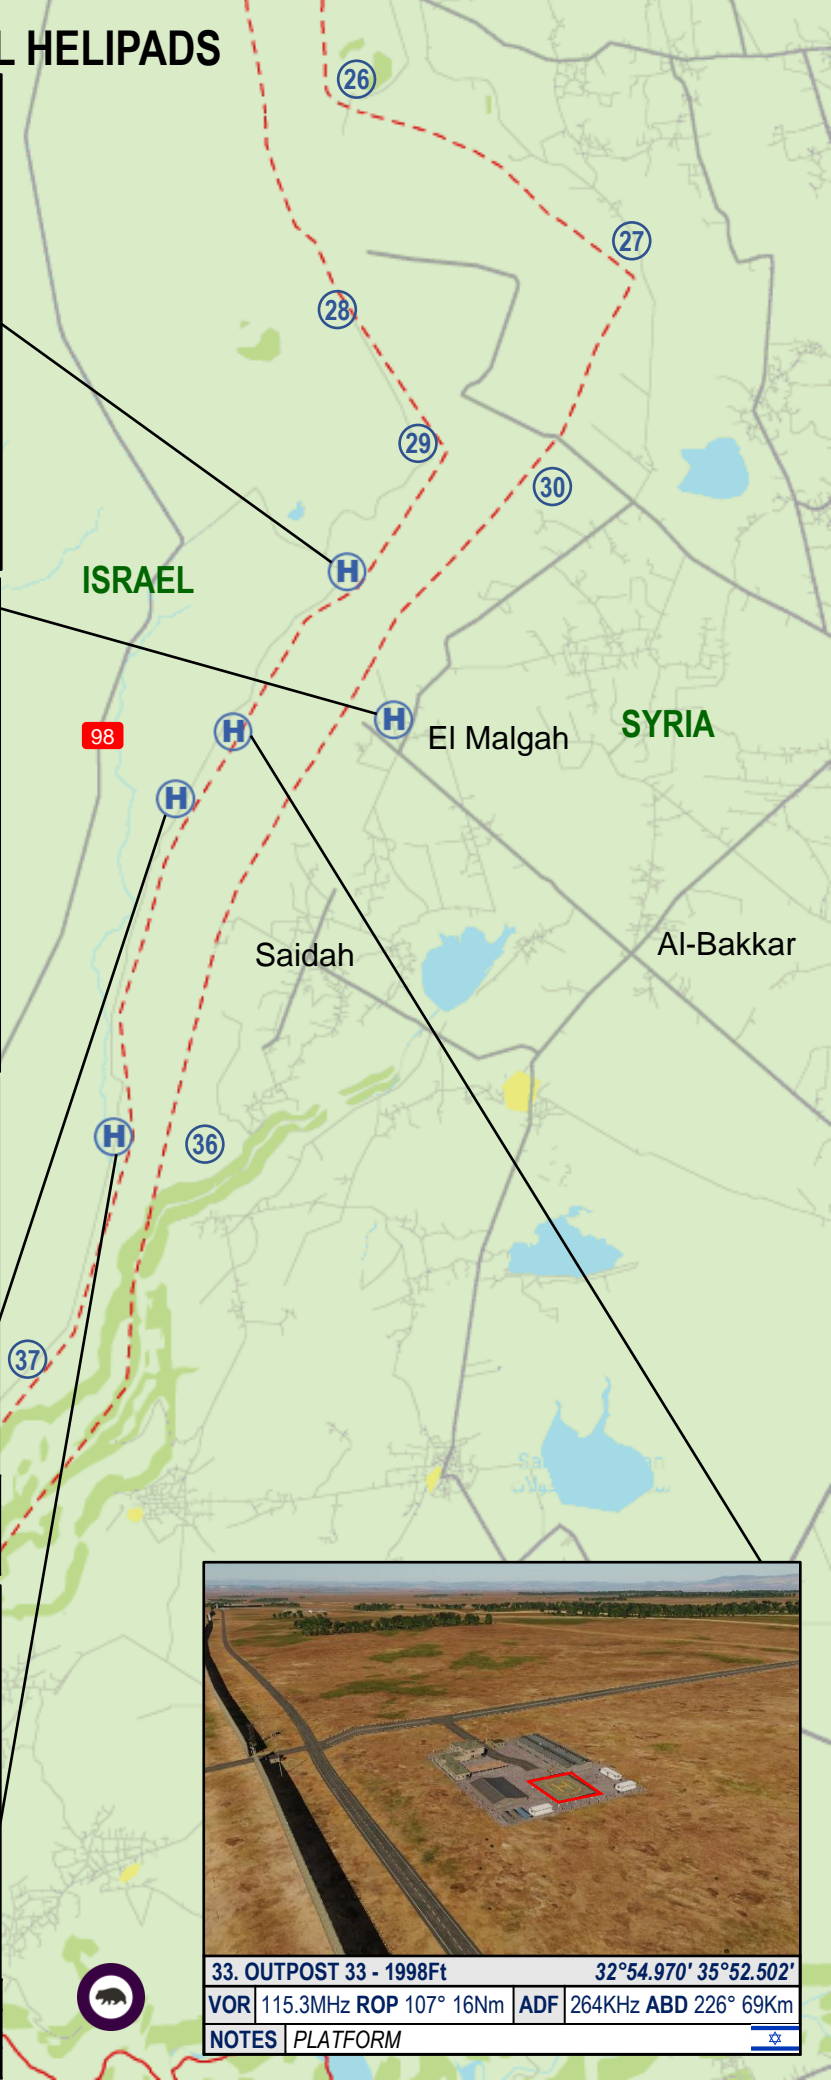 L HELIPADS
26
27
28
29
30
H
ISRAEL
H
SYRIA
H
El Malgah
98
H
Al-Bakkar
Saidah
H
36
37
33. OUTPOST 33 - 1998Ft 32°54.970' 35°52.502'
VOR 115.3MHz ROP 107° 16Nm ADF 264KHz ABD 226° 69Km
NOTES PLATFORM